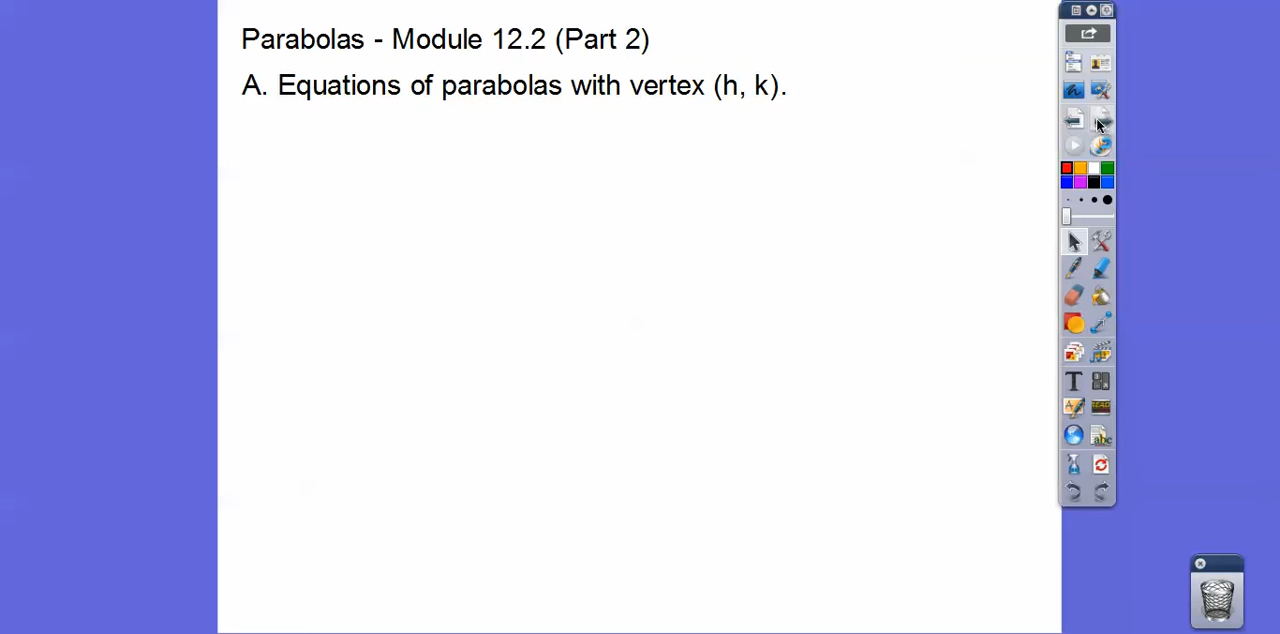 Parabolas - Module 12.2 (Part 2)
A. Equations of parabolas with vertex (h, k).